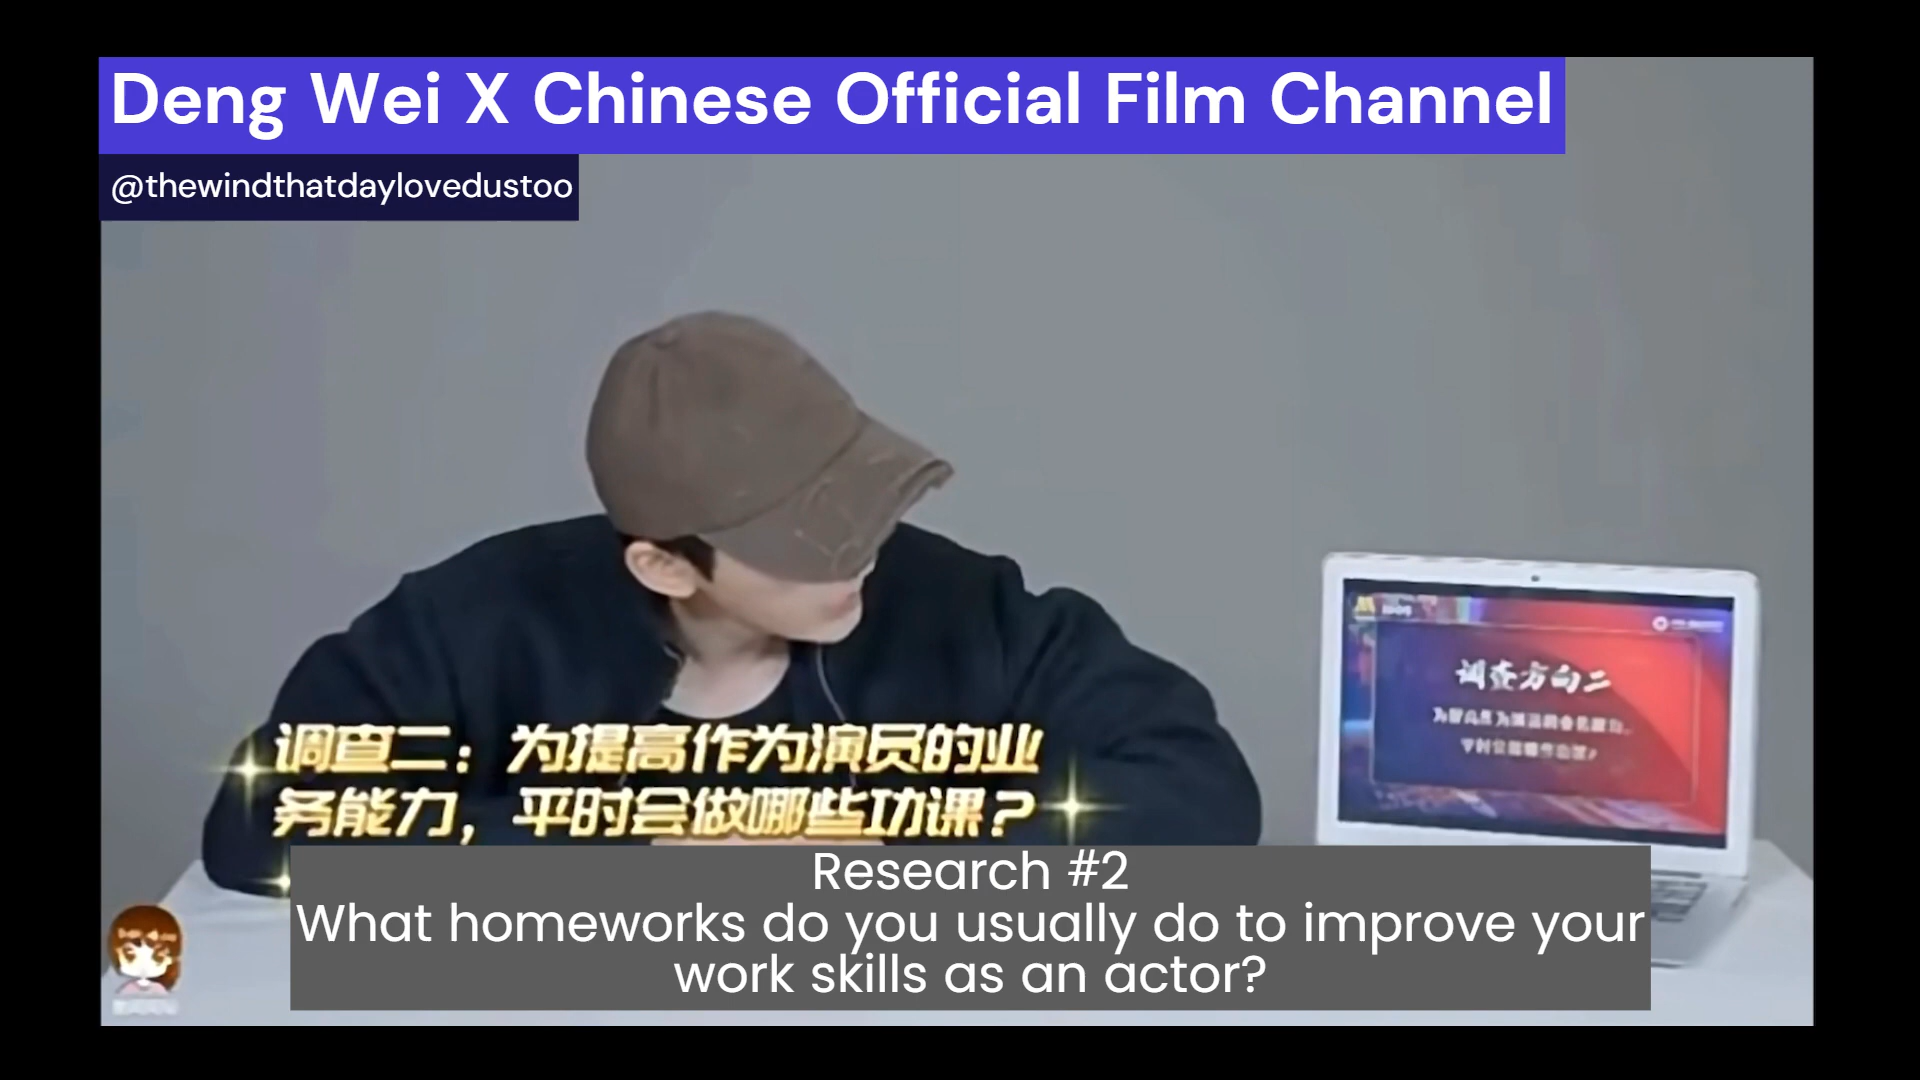 Deng Wei X Chinese Official Film Channel
@thewindthatdaylovedustoo
调查方向二
调查二：为提高作为演员的业
务能力，平时会做哪些功课？
Research #2
What homeworks do you usually do to improve your
work skills as an actor?